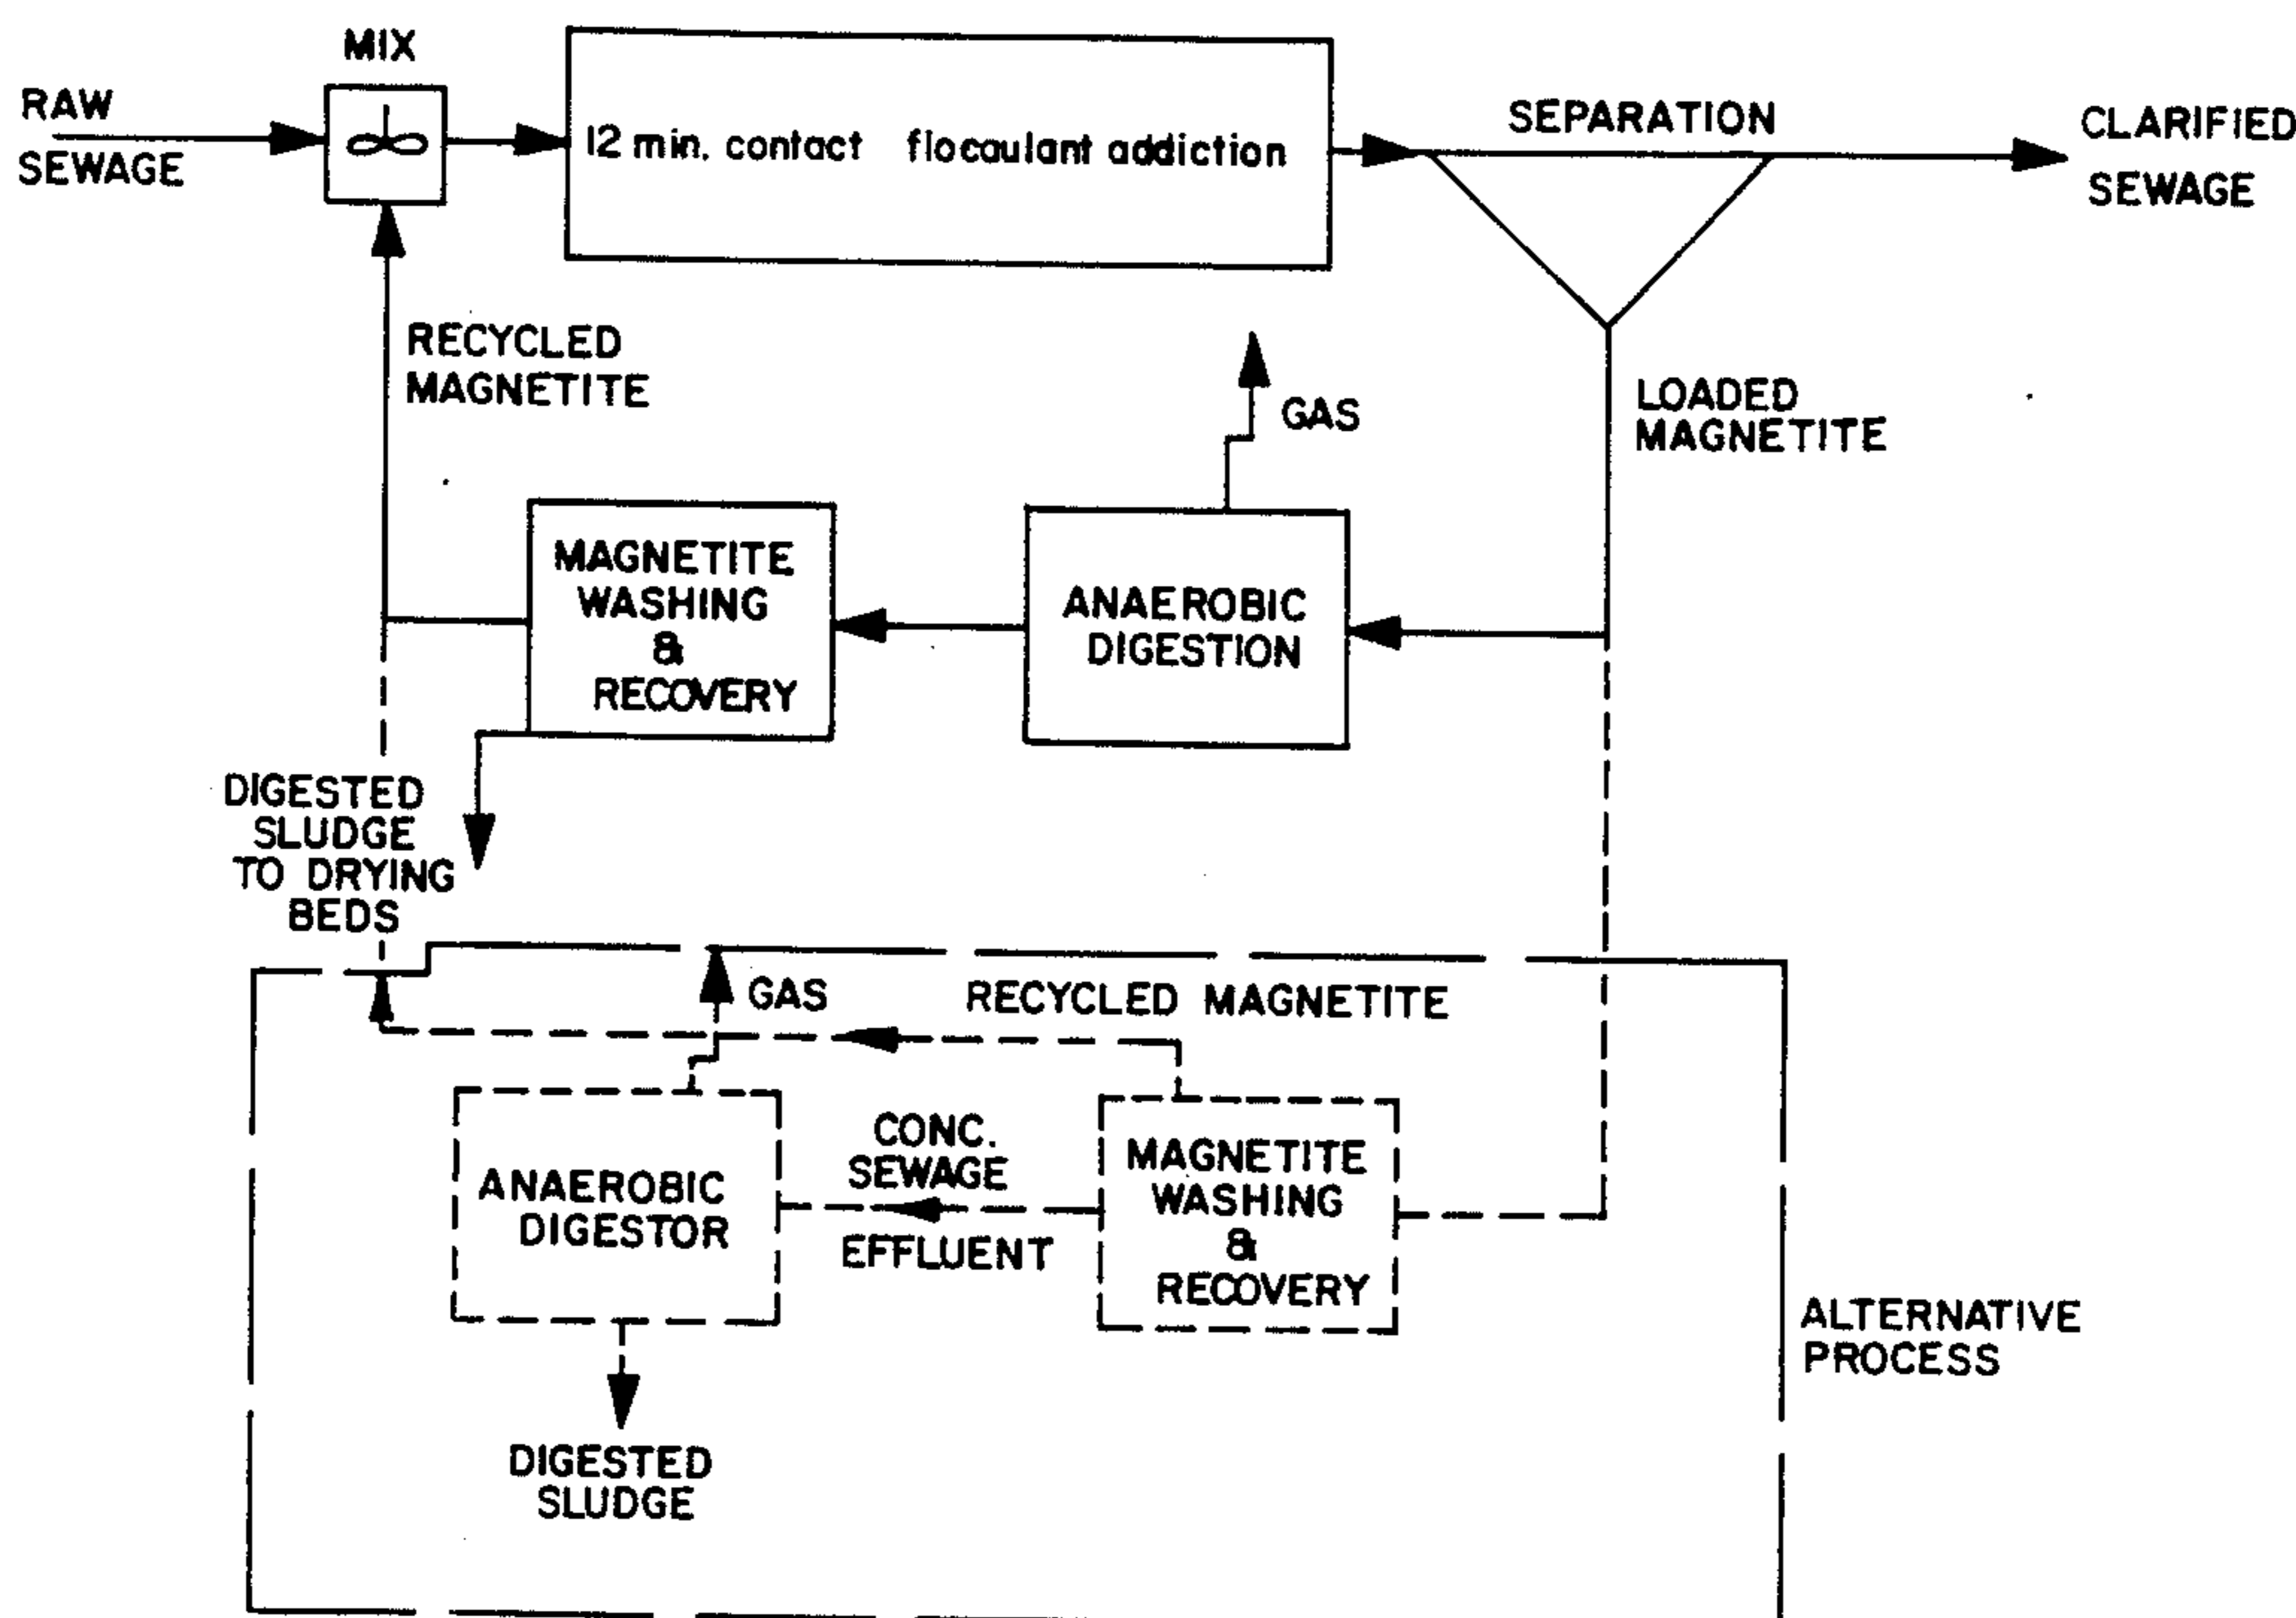 MIX
RAW
SEWAGE
12 min. contact flocaulant addiction
SEPARATION
CLARIFIED
SEWAGE
RECYCLED
MAGNETITE
GAS
LOADED
MAGNETITE
MAGNETITE
WASHING
&
RECOVERY
ANAEROBIC
DIGESTION
DIGESTED
SLUDGE
TO DRYING
BEDS
GAS
RECYCLED MAGNETITE
ANAEROBIC
DIGESTOR
CONC.
SEWAGE
EFFLUENT
MAGNETITE
WASHING
&
RECOVERY
ALTERNATIVE
PROCESS
DIGESTED
SLUDGE